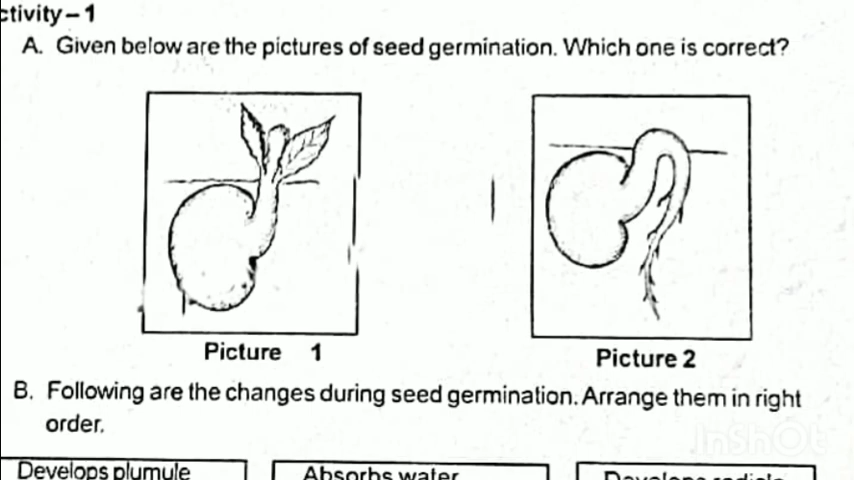 ctivity – 1
A. Given below are the pictures of seed germination. Which one is correct?
Picture 1
Picture 2
B. Following are the changes during seed germination. Arrange them in right
order.
InShOt
Develops plumule
Absorbs water